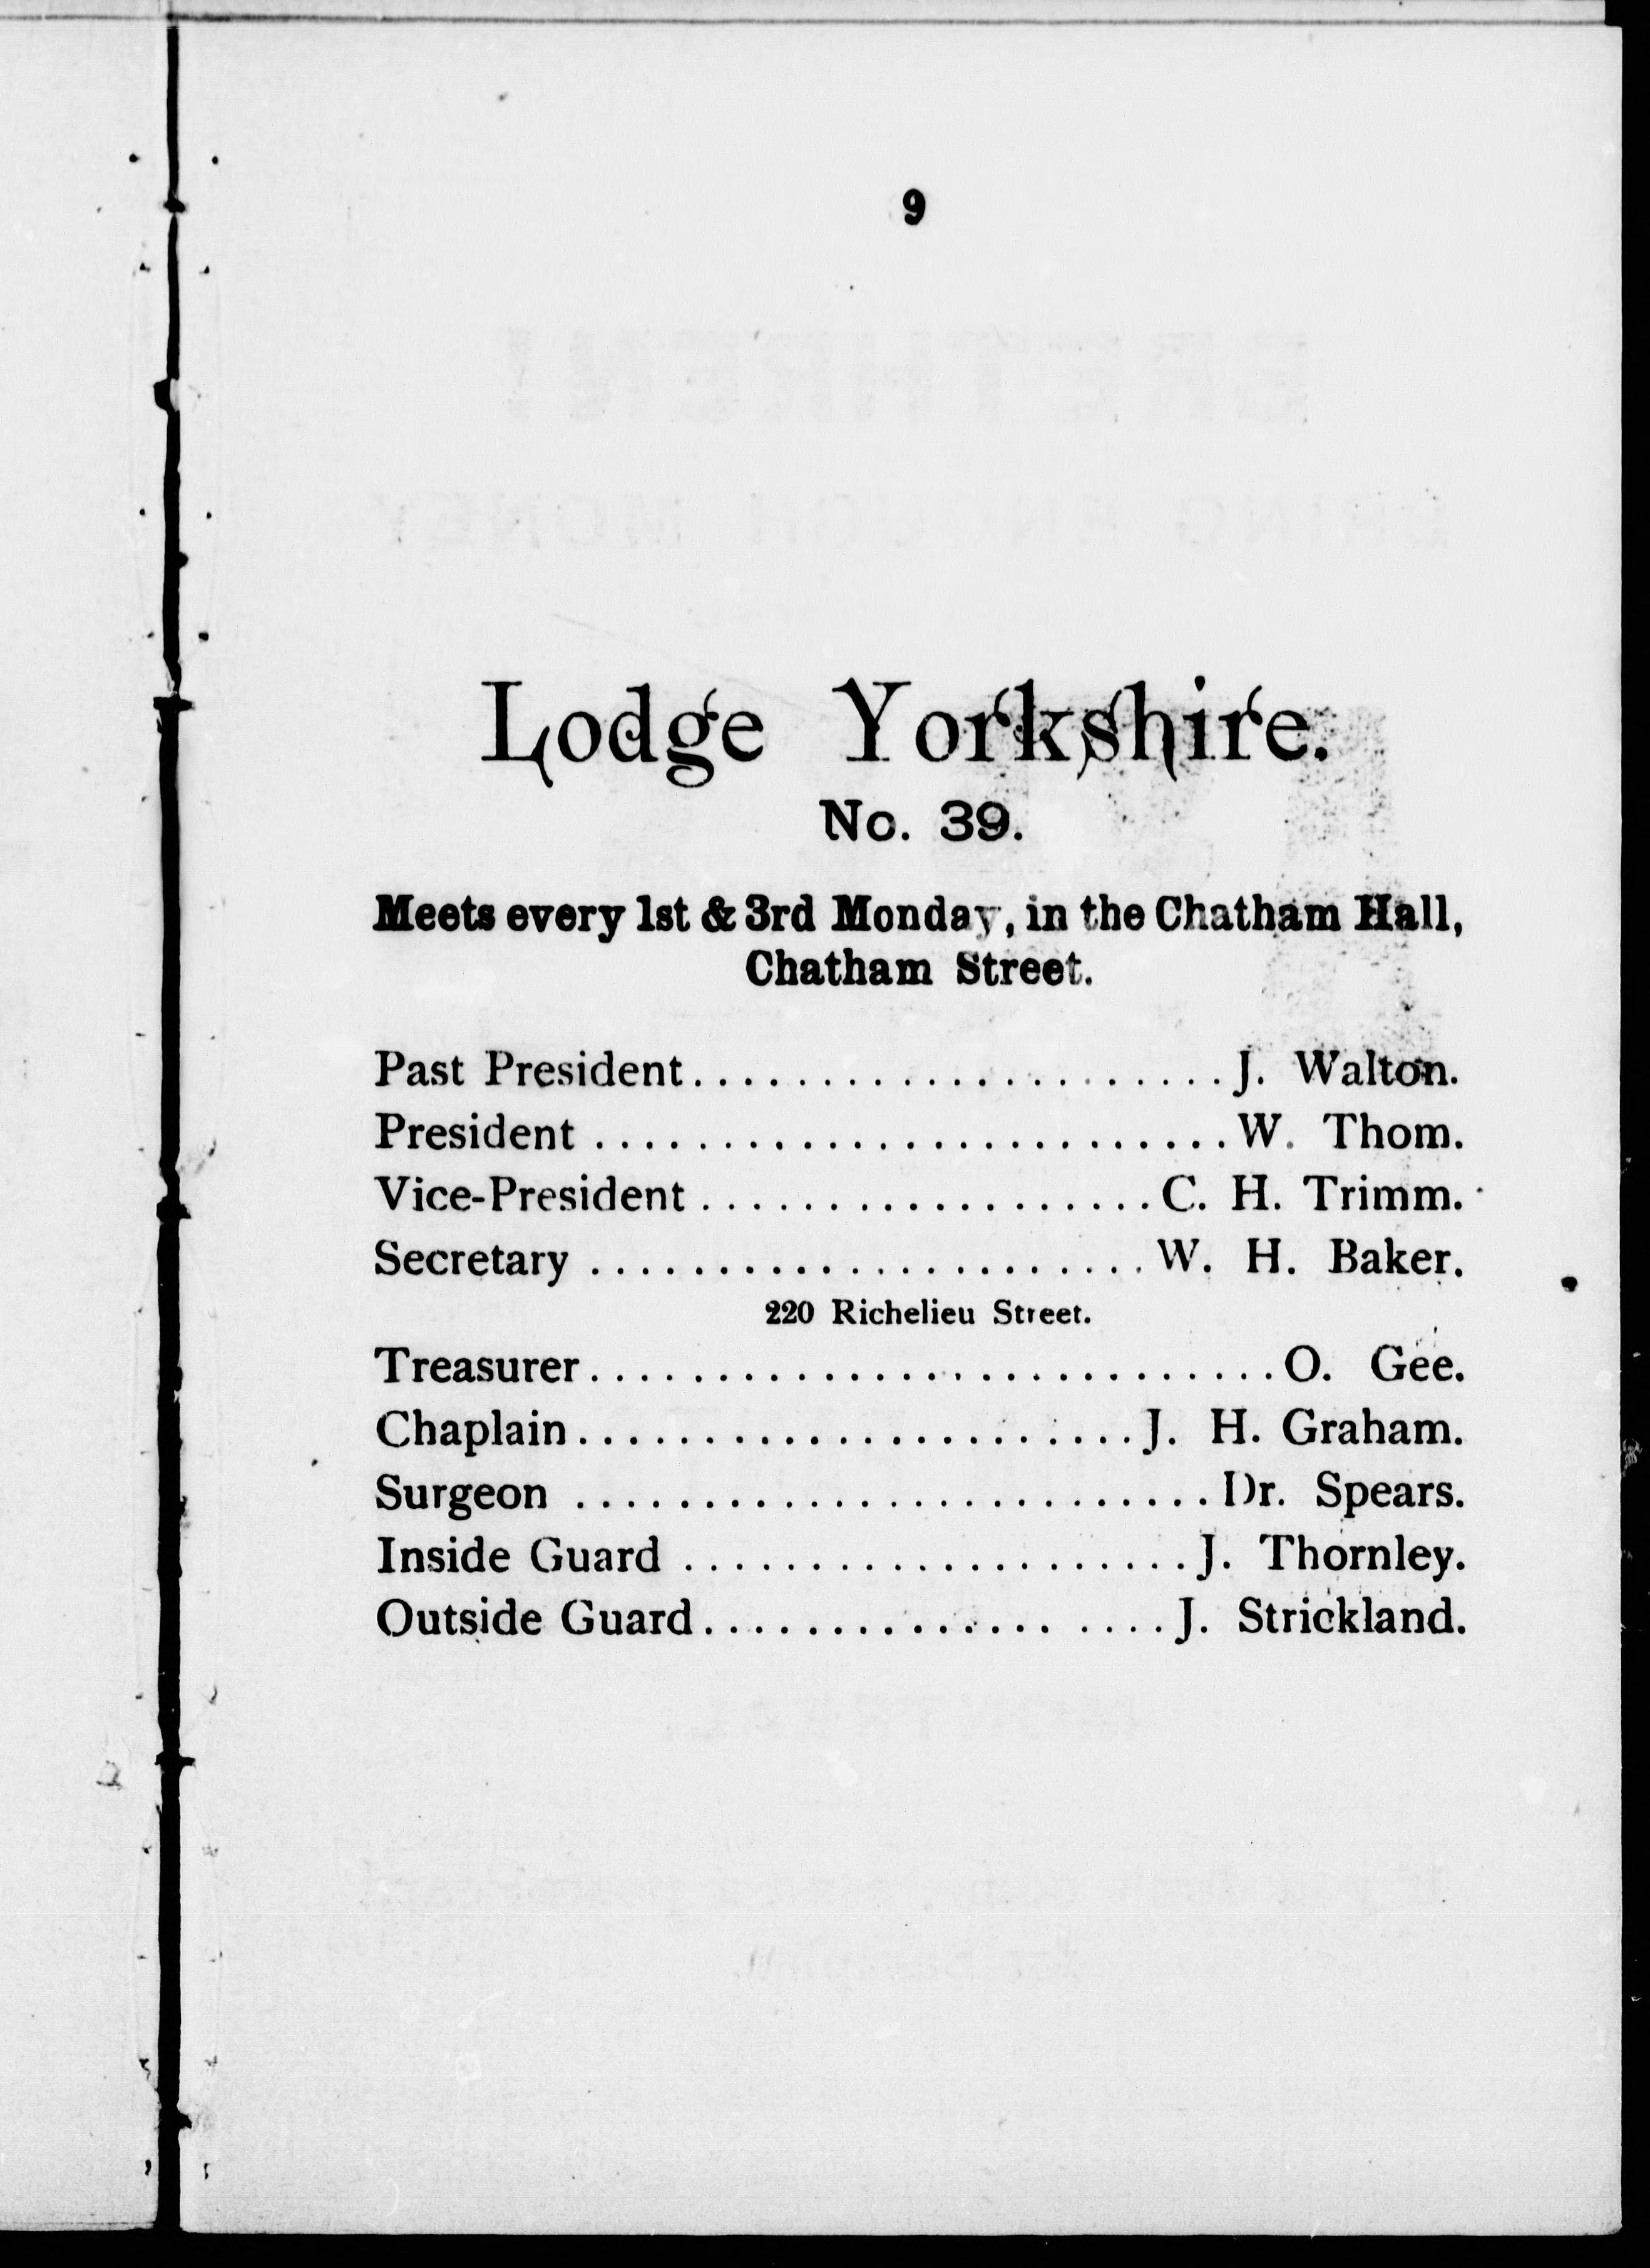 9
Lodge Yorkshire.
No. 39.
Meets every 1st & 3rd Monday, in the Chatham Hall,
Chatham Street.
Past President.....................J. Walton.
President .........................W. Thom.
Vice-President ..................C. H. Trimm.
Secretary ......................W. H. Baker.
220 Richelieu Street.
Treasurer...........................O. Gee.
Chaplain......................J. H. Graham.
Surgeon .........................Dr. Spears.
Inside Guard ....................J. Thornley.
Outside Guard.............. ....J. Strickland.